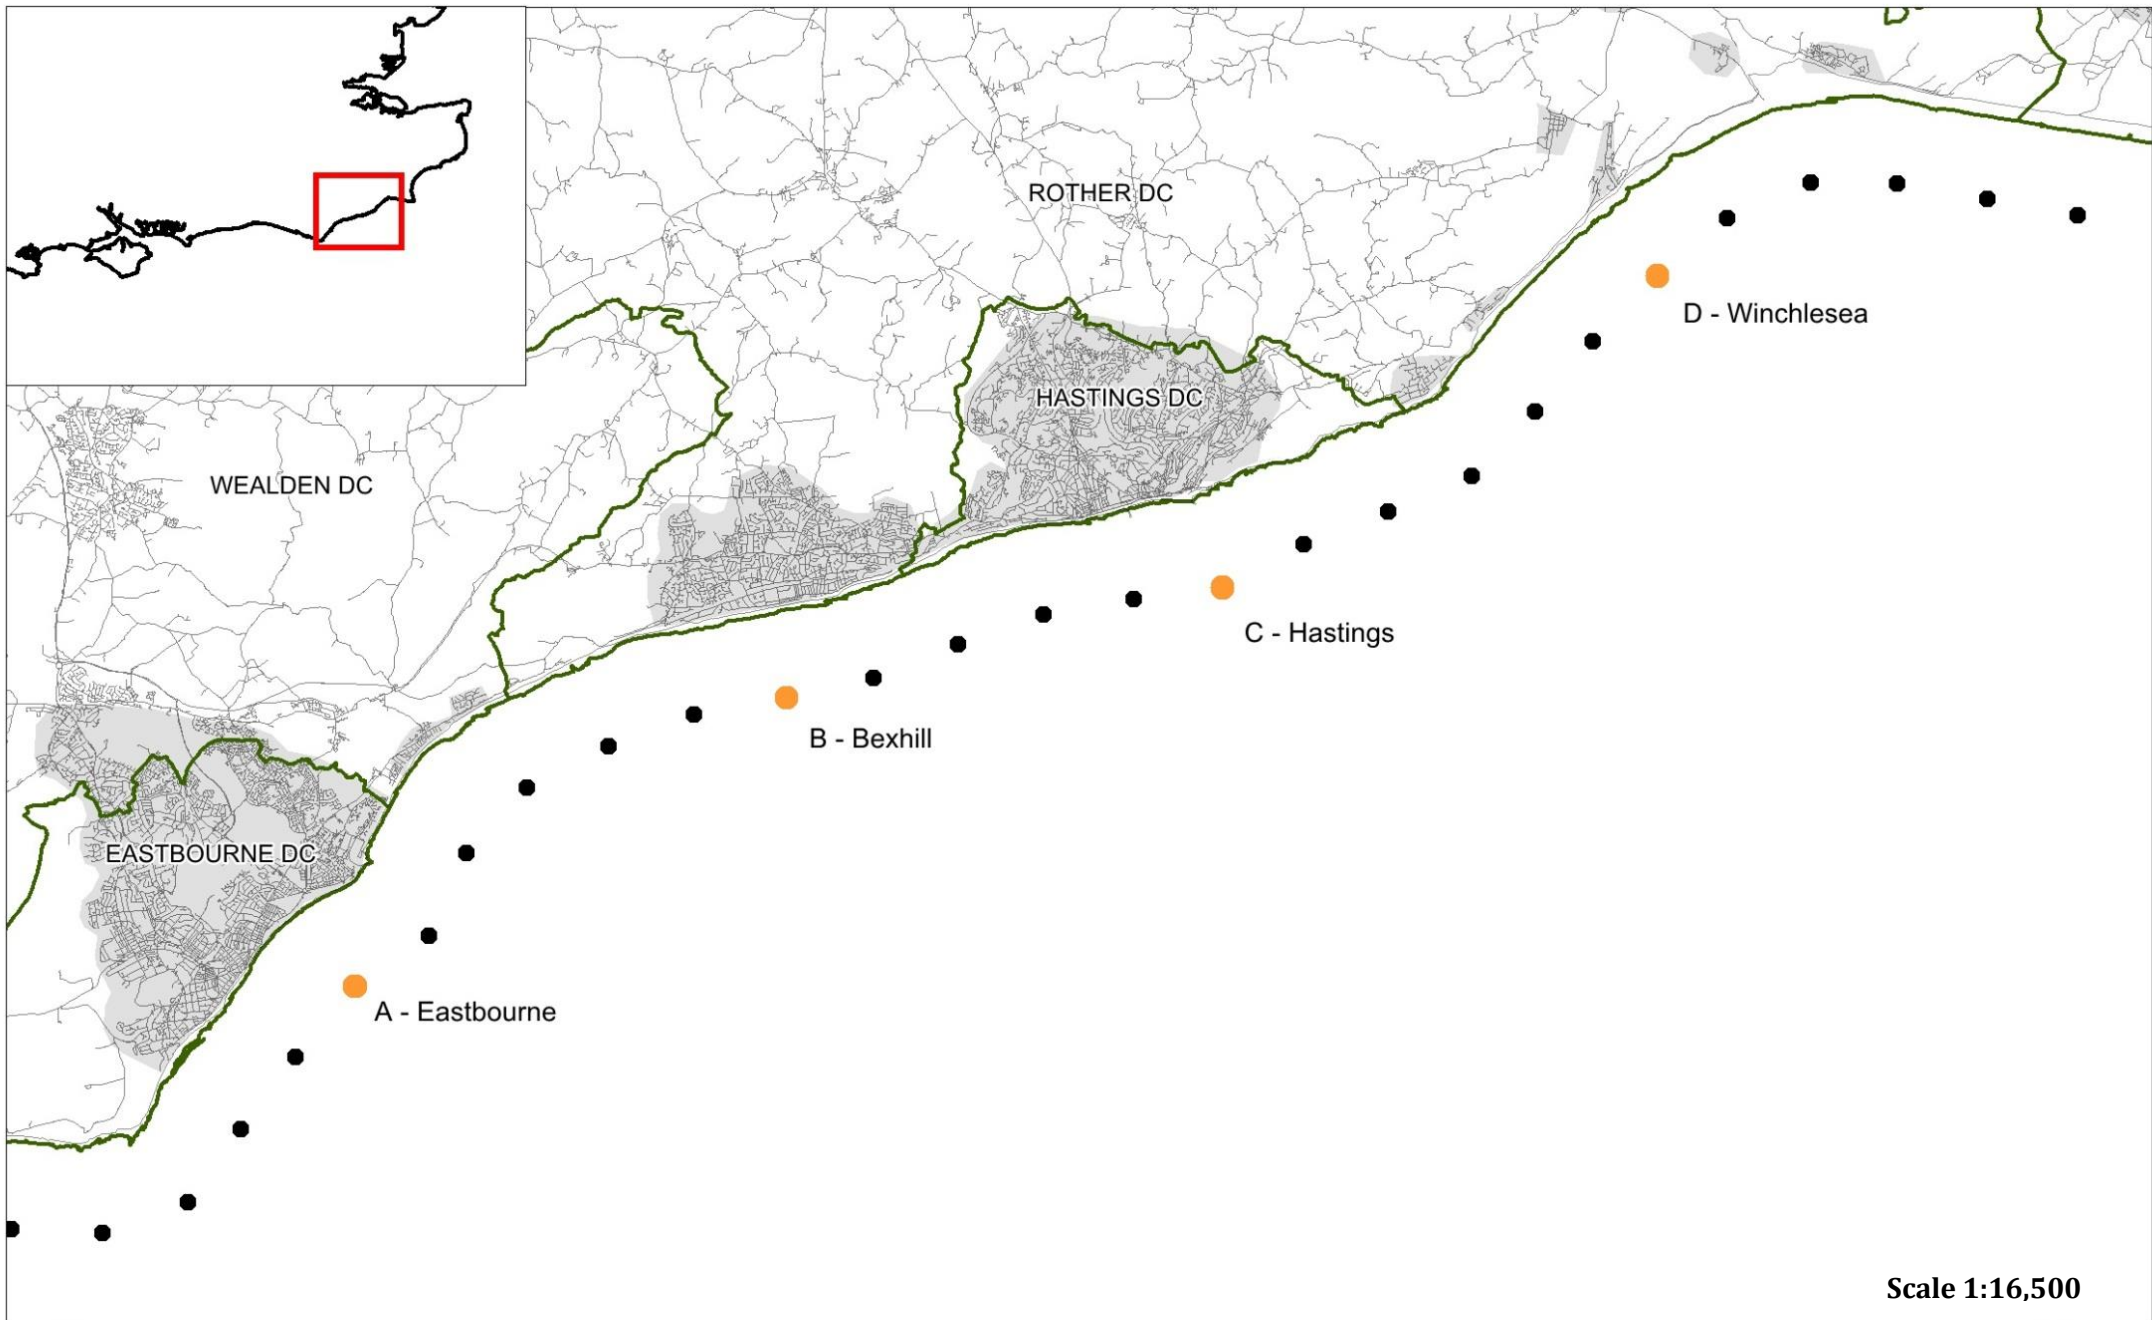 ROTHER DC
D - Winchlesea
HASTINGS DC
WEALDEN DC
C - Hastings
B - Bexhill
EASTBOURNE DC
A - Eastbourne
Scale 1:16,500